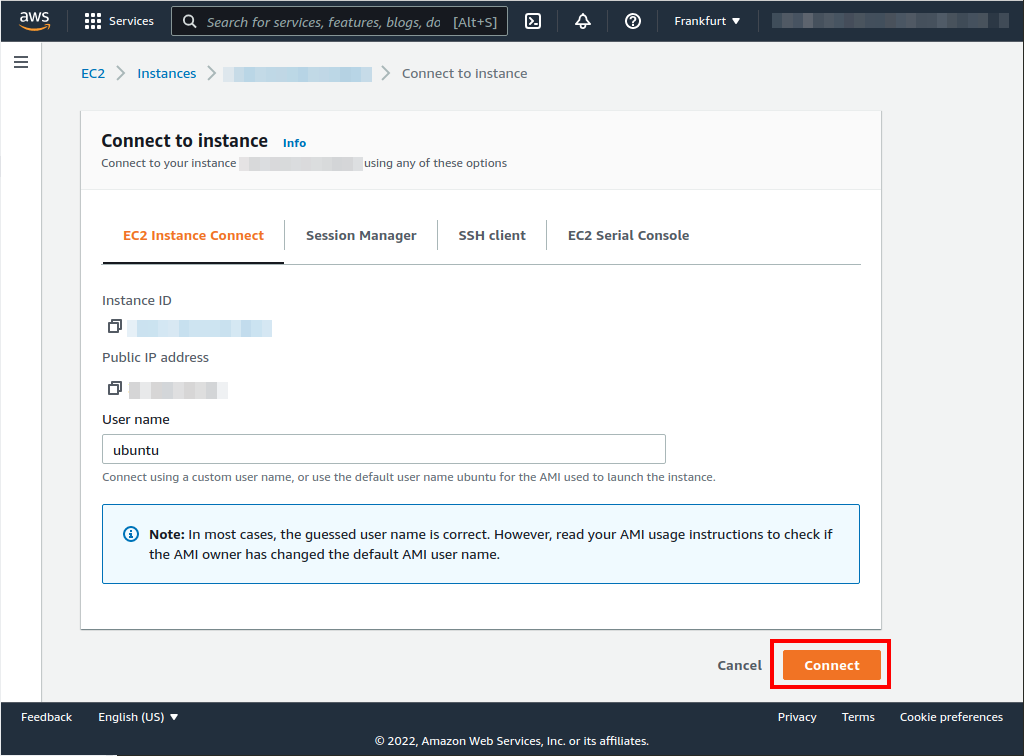 aws Services Search for services, features, blogs, do [Alt+S] Frankfurt
EC2 Instances Connect to instance
Connect to instance Info
Connect to your instance using any of these options
EC2 Instance Connect Session Manager SSH client EC2 Serial Console
Instance ID
Public IP address
User name
ubuntu
Connect using a custom user name, or use the default user name ubuntu for the AMI used to launch the instance.
Note: In most cases, the guessed user name is correct. However, read your AMI usage instructions to check if
the AMI owner has changed the default AMI user name.
Cancel Connect
Feedback English (US) Privacy Terms Cookie preferences
© 2022, Amazon Web Services, Inc. or its affiliates.